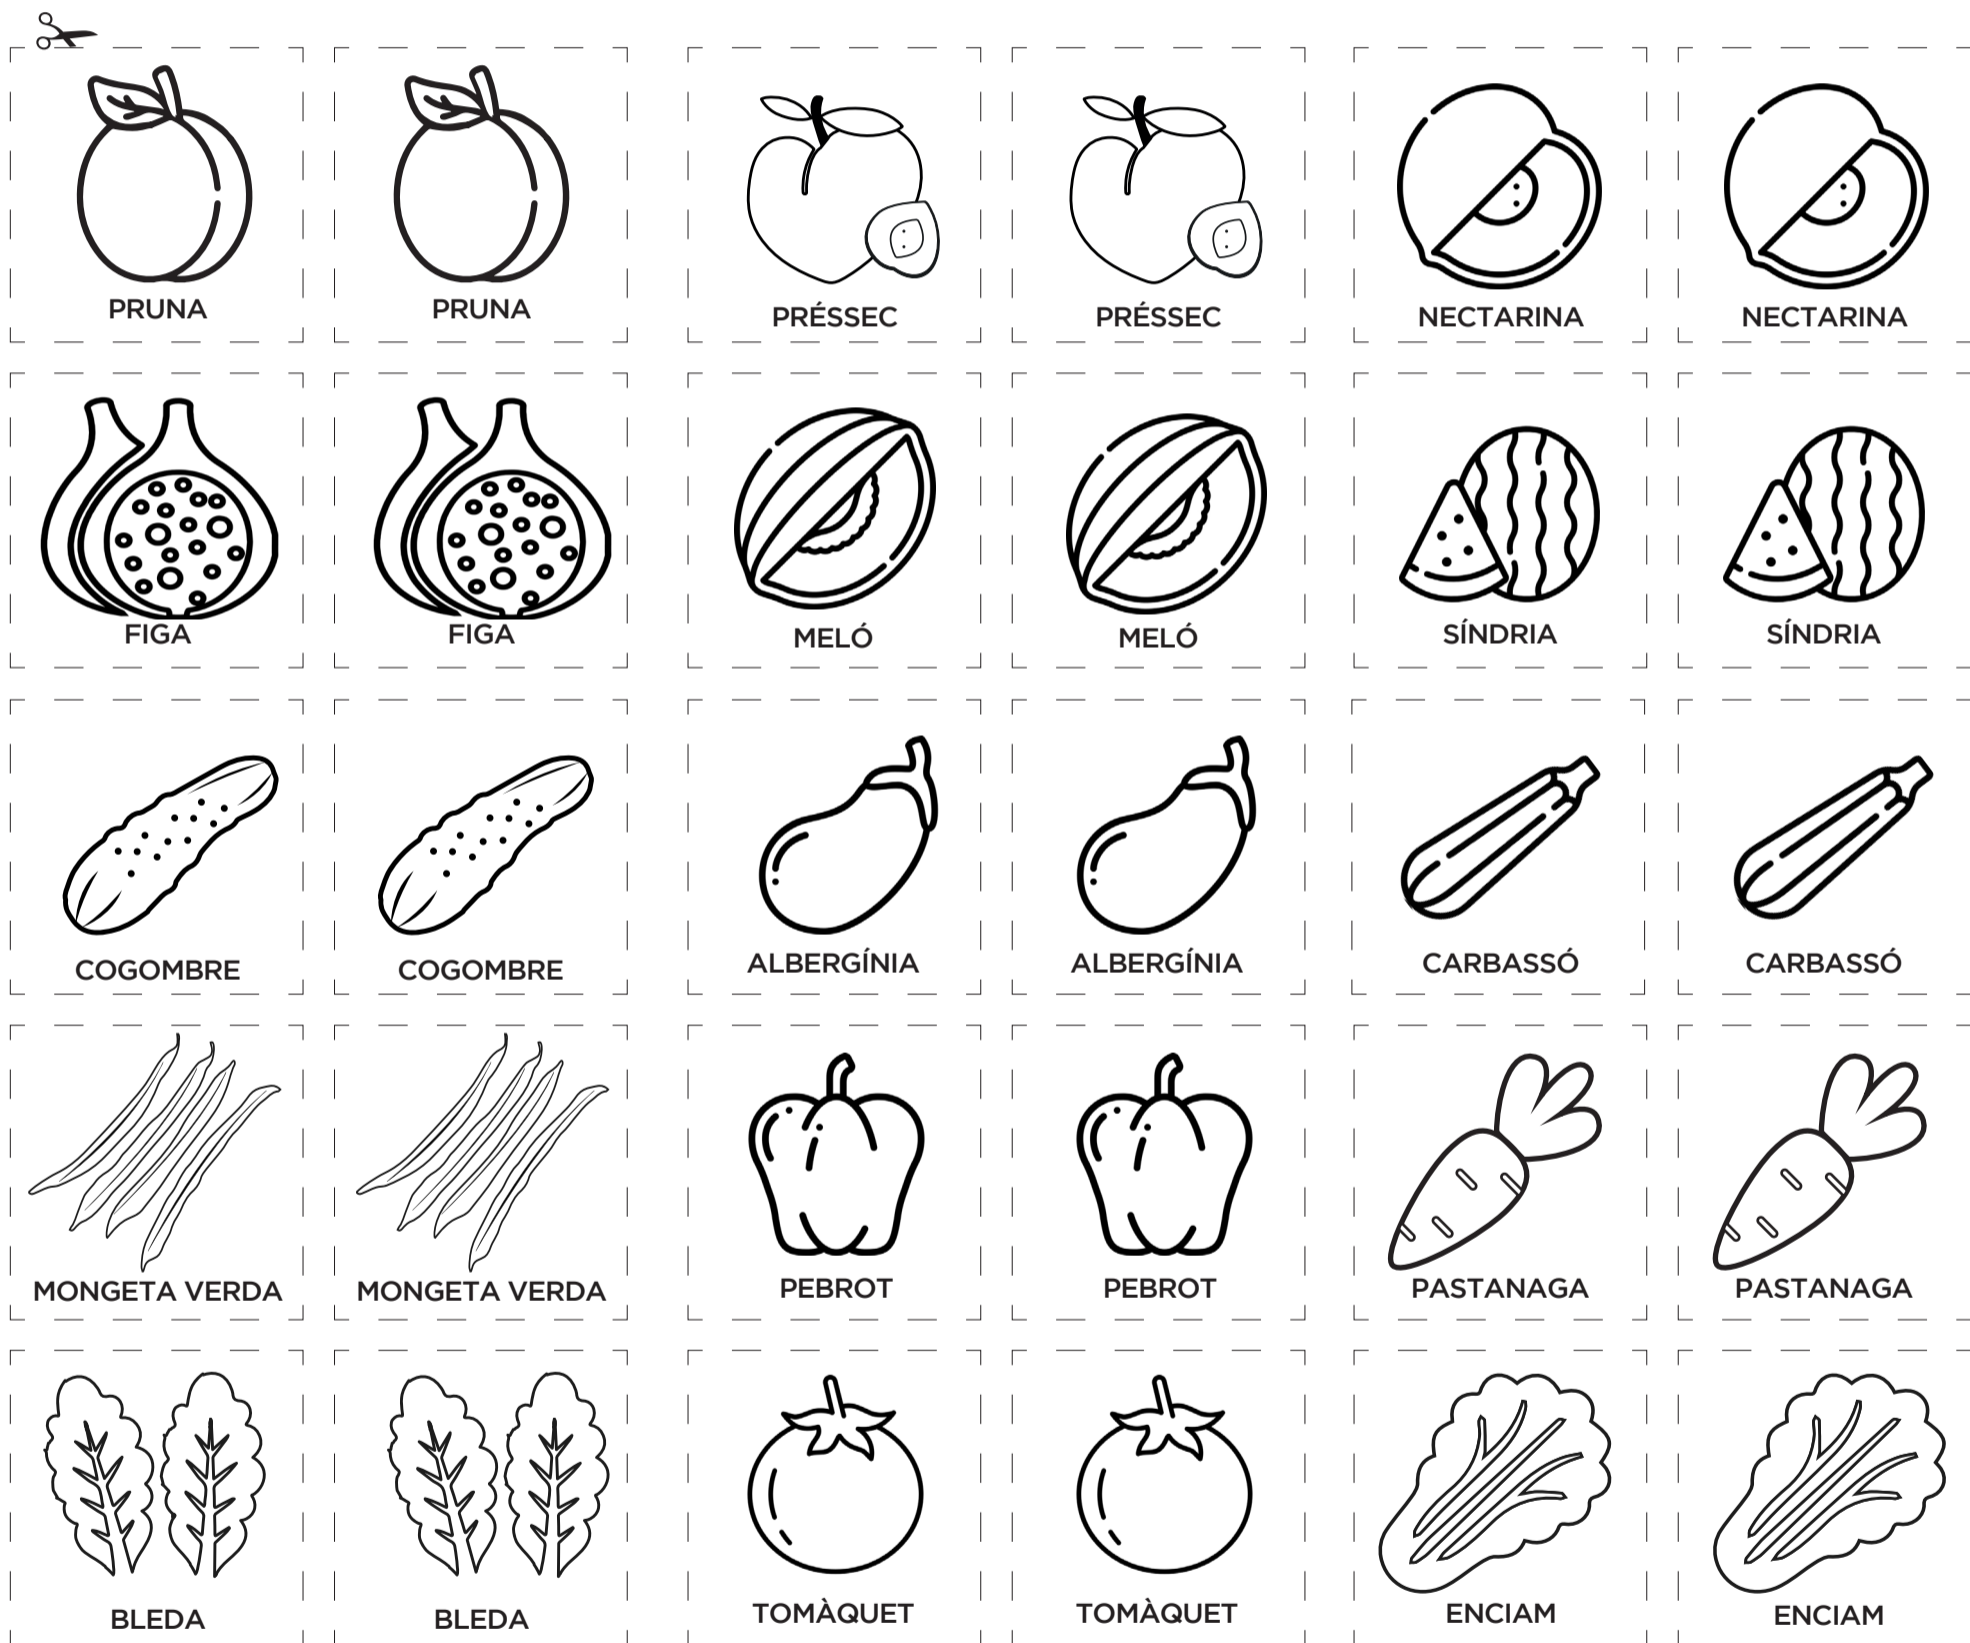 PRUNA
PRUNA
PRÉSSEC
PRÉSSEC
NECTARINA
NECTARINA
FIGA
FIGA
MELÓ
MELÓ
SÍNDRIA
SÍNDRIA
COGOMBRE
COGOMBRE
ALBERGÍNIA
ALBERGÍNIA
CARBASSÓ
CARBASSÓ
MONGETA VERDA
MONGETA VERDA
PEBROT
PEBROT
PASTANAGA
PASTANAGA
BLEDA
BLEDA
TOMÀQUET
TOMÀQUET
ENCIAM
ENCIAM